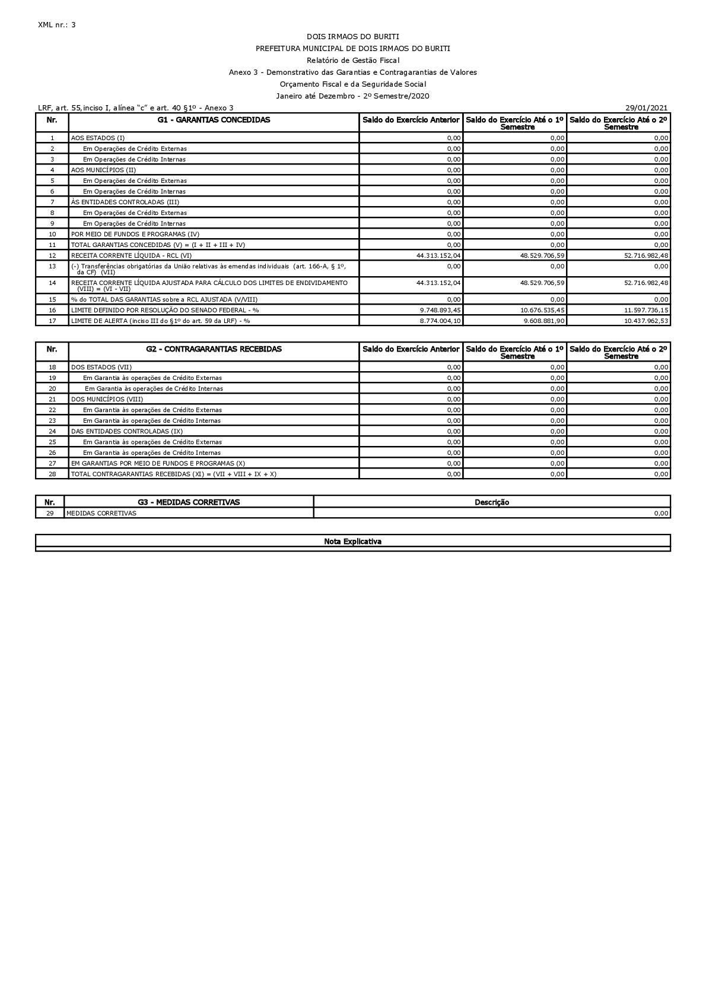 XML nr.: 3
DOIS IRMAOS DO BURITI
PREFEITURA MUNICIPAL DE DOIS IRMAOS DO BURITI
Relatório de Gestão Fiscal
Anexo 3 - Demonstrativo das Garantias e Contragarantias de Valores
Orçamento Fiscal e da Seguridade Social
Janeiro até Dezembro - 2º Semestre/2020
LRF, art. 55,inciso I, alínea “c” e art. 40 §1º - Anexo 3 29/01/2021
Nr. G1 - GARANTIAS CONCEDIDAS Saldo do Exercício Anterior Saldo do Exercício Até o 1º Semestre Saldo do Exercício Até o 2º Semestre
1 AOS ESTADOS (I) 0,00 0,00 0,00
2 Em Operações de Crédito Externas 0,00 0,00 0,00
3 Em Operações de Crédito Internas 0,00 0,00 0,00
4 AOS MUNICÍPIOS (II) 0,00 0,00 0,00
5 Em Operações de Crédito Externas 0,00 0,00 0,00
6 Em Operações de Crédito Internas 0,00 0,00 0,00
7 ÀS ENTIDADES CONTROLADAS (III) 0,00 0,00 0,00
8 Em Operações de Crédito Externas 0,00 0,00 0,00
9 Em Operações de Crédito Internas 0,00 0,00 0,00
10 POR MEIO DE FUNDOS E PROGRAMAS (IV) 0,00 0,00 0,00
11 TOTAL GARANTIAS CONCEDIDAS (V) = (I + II + III + IV) 0,00 0,00 0,00
12 RECEITA CORRENTE LÍQUIDA - RCL (VI) 44.313.152,04 48.529.706,59 52.716.982,48
13 (-) Transferências obrigatórias da União relativas às emendas individuais (art. 166-A, § 1º, 0,00 0,00 0,00
da CF) (VII)
14 RECEITA CORRENTE LÍQUIDA AJUSTADA PARA CÁLCULO DOS LIMITES DE ENDIVIDAMENTO 44.313.152,04 48.529.706,59 52.716.982,48
(VIII) = (VI - VII)
15 % do TOTAL DAS GARANTIAS sobre a RCL AJUSTADA (V/VIII) 0,00 0,00 0,00
16 LIMITE DEFINIDO POR RESOLUÇÃO DO SENADO FEDERAL - % 9.748.893,45 10.676.535,45 11.597.736,15
17 LIMITE DE ALERTA (inciso III do §1º do art. 59 da LRF) - % 8.774.004,10 9.608.881,90 10.437.962,53
Nr. G2 - CONTRAGARANTIAS RECEBIDAS Saldo do Exercício Anterior Saldo do Exercício Até o 1º Semestre Saldo do Exercício Até o 2º Semestre
18 DOS ESTADOS (VII) 0,00 0,00 0,00
19 Em Garantia às operações de Crédito Externas 0,00 0,00 0,00
20 Em Garantia às operações de Crédito Internas 0,00 0,00 0,00
21 DOS MUNICÍPIOS (VIII) 0,00 0,00 0,00
22 Em Garantia às operações de Crédito Externas 0,00 0,00 0,00
23 Em Garantia às operações de Crédito Internas 0,00 0,00 0,00
24 DAS ENTIDADES CONTROLADAS (IX) 0,00 0,00 0,00
25 Em Garantia às operações de Crédito Externas 0,00 0,00 0,00
26 Em Garantia às operações de Crédito Internas 0,00 0,00 0,00
27 EM GARANTIAS POR MEIO DE FUNDOS E PROGRAMAS (X) 0,00 0,00 0,00
28 TOTAL CONTRAGARANTIAS RECEBIDAS (XI) = (VII + VIII + IX + X) 0,00 0,00 0,00
Nr. G3 - MEDIDAS CORRETIVAS Descrição
29 MEDIDAS CORRETIVAS 0,00
Nota Explicativa